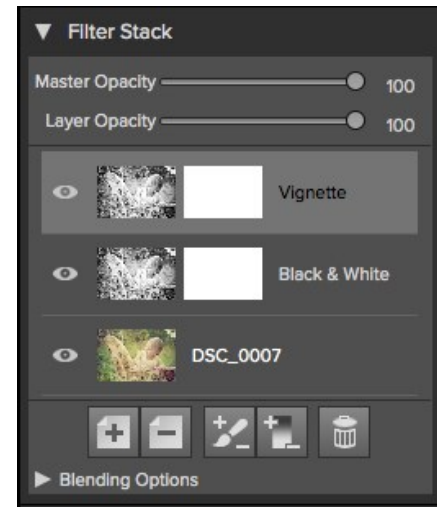 Filter Stack
Master Opacity 100
Layer Opacity 100
Vignette
Black & White
DSC_0007
Blending Options